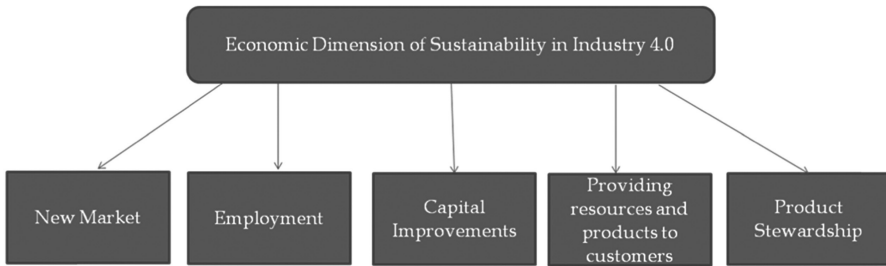 Economic Dimension of Sustainability in Industry 4.0
New Market
Employment
Capital
Improvements
Providing
resources and
products to
customers
Product
Stewardship